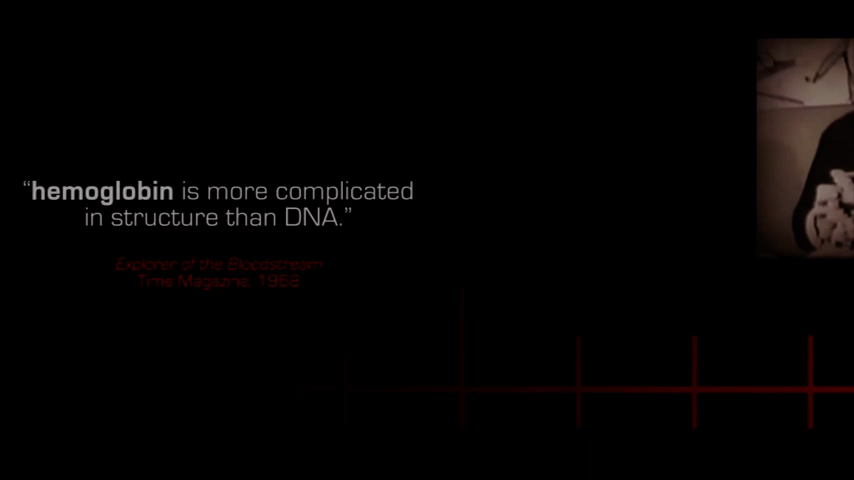 “hemoglobin is more complicated
in structure than DNA.”
Explorer of the Bloodstream
Time Magazine, 1968